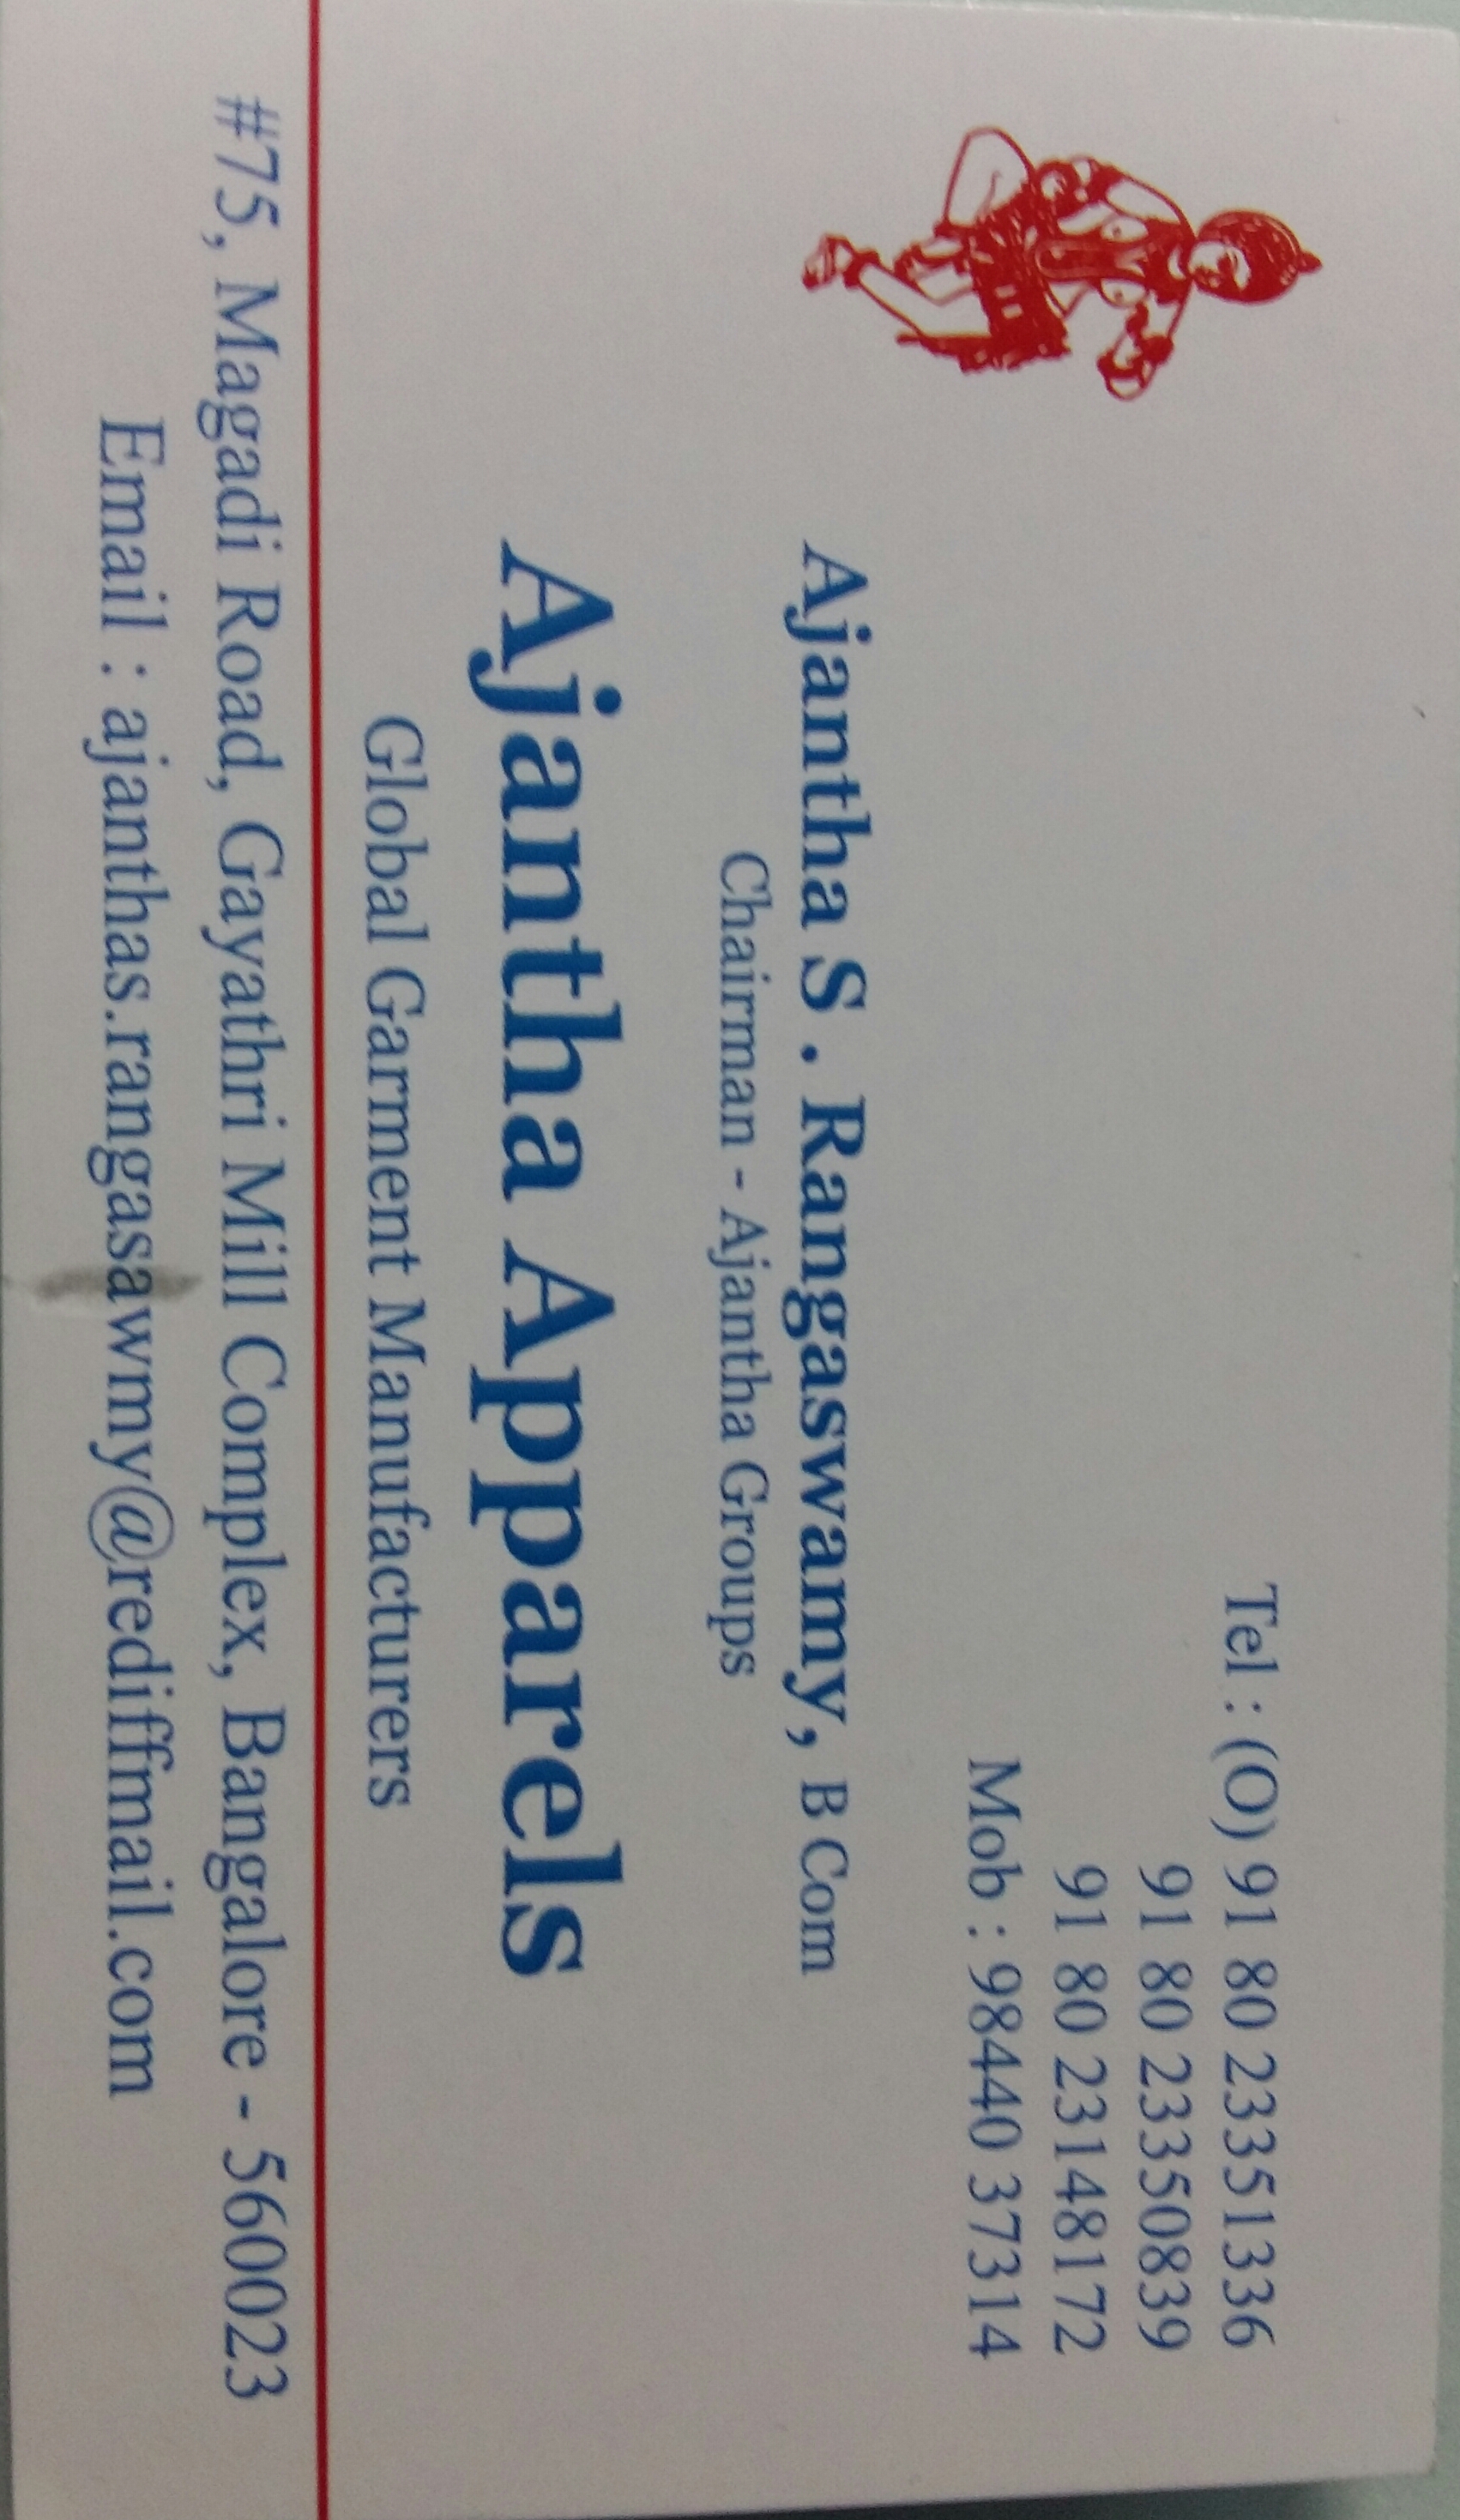 Tel : (O) 91 80 23351336
91 80 23350839
91 80 23148172
Mob : 98440 37314
Ajantha S . Rangaswamy, B Com
Chairman - Ajantha Groups
Ajantha Apparels
Global Garment Manufacturers
#75, Magadi Road, Gayathri Mill Complex, Bangalore - 560023
Email : ajanthas.rangasawmy@rediffmail.com